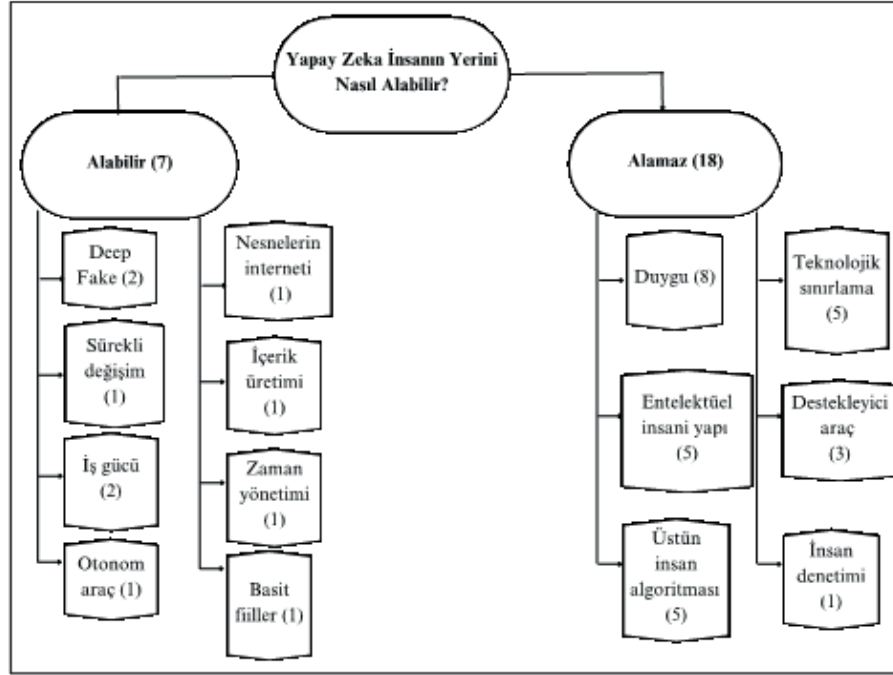 Yapay Zeka İnsanın Yerini
Nasıl Alabilir?
Alabilir (7)
Deep
Fake (2)
Sürekli
değişim
(1)
İş gücü
(2)
Otonom
araç (1)
Nesnelerin
interneti
(1)
İçerik
üretimi
(1)
Zaman
yönetimi
(1)
Basit
fiiller (1)
Alamaz (18)
Duygu (8)
Entelektüel
insani yapı
(5)
Üstün
insan
algoritması
(5)
Teknolojik
sınırlama
(5)
Destekleyici
araç
(3)
İnsan
denetimi
(1)